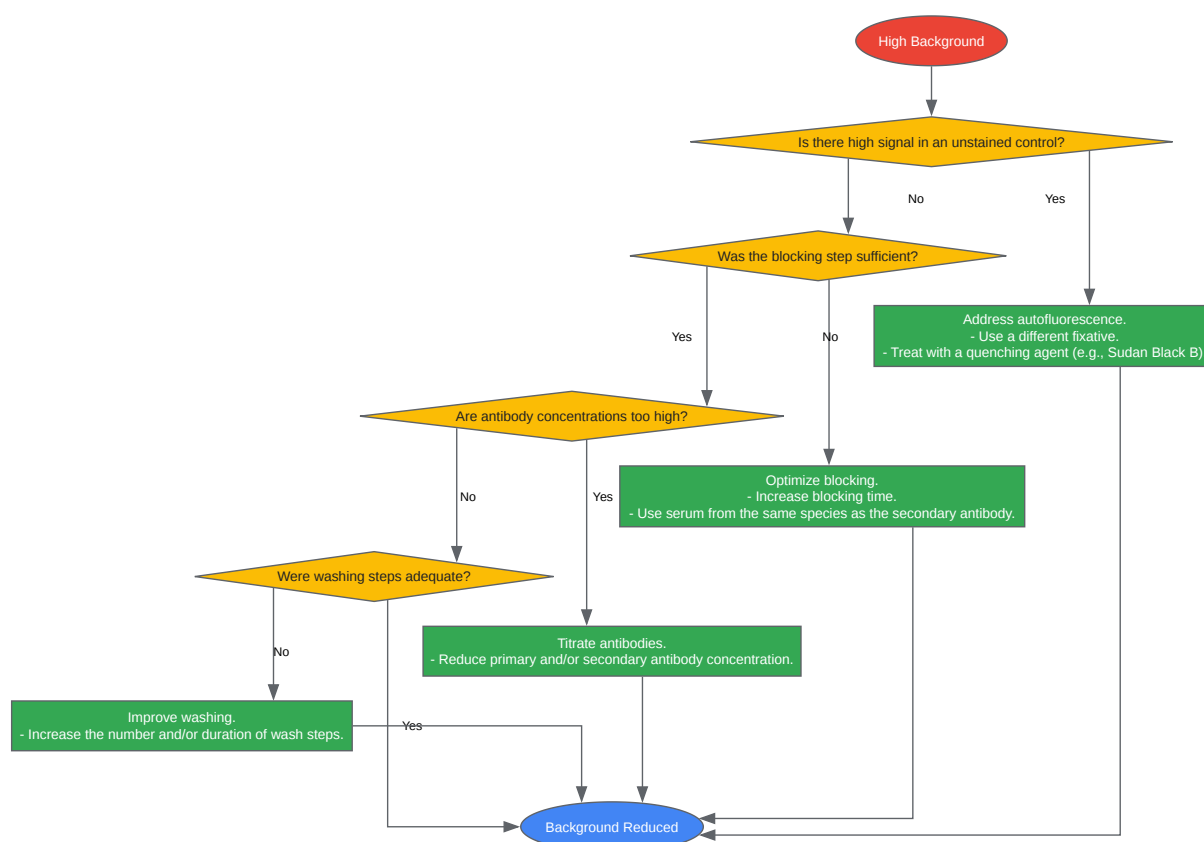 High Background
Is there high signal in an unstained control?
No
Yes
Was the blocking step sufficient?
Yes
No
Address autofluorescence.
- Use a different fixative.
- Treat with a quenching agent (e.g., Sudan Black B)
Are antibody concentrations too high?
No
Yes
Optimize blocking.
- Increase blocking time.
- Use serum from the same species as the secondary antibody.
Were washing steps adequate?
No
Yes
Titrate antibodies.
- Reduce primary and/or secondary antibody concentration.
Improve washing.
- Increase the number and/or duration of wash steps.
Background Reduced